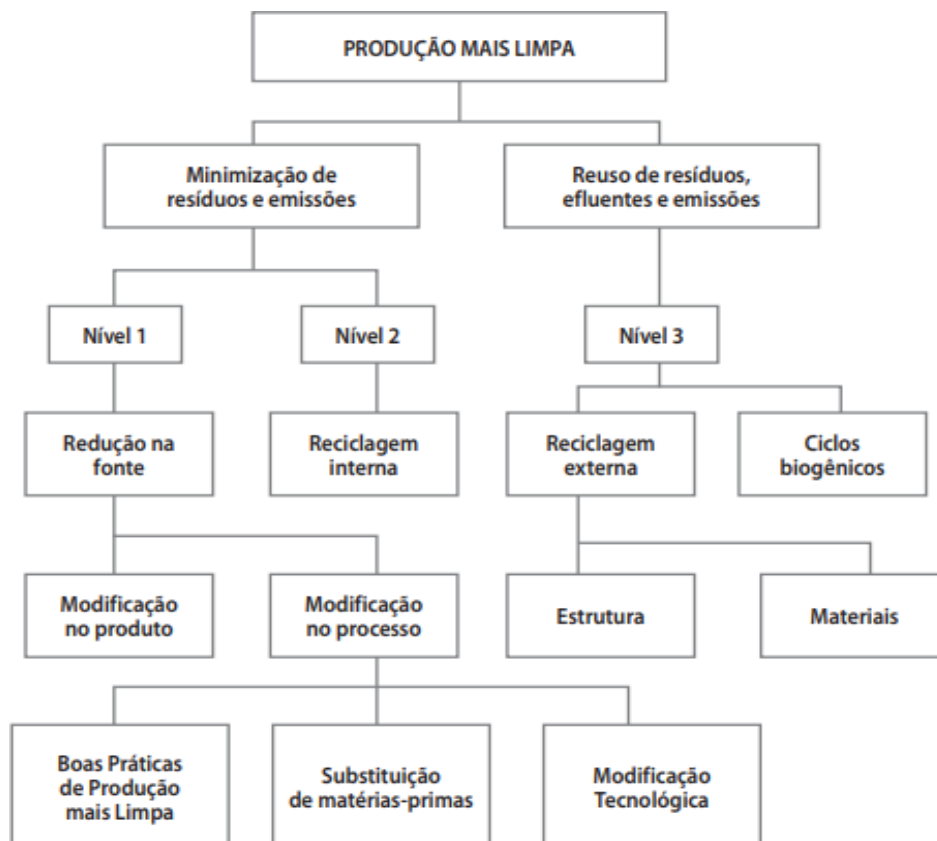 PRODUÇÃO MAIS LIMPA
Minimização de
resíduos e emissões
Reuso de resíduos,
efluentes e emissões
Nível 1
Nível 2
Nível 3
Redução na
fonte
Reciclagem
interna
Reciclagem
externa
Ciclos
biogênicos
Modificação
no produto
Modificação
no processo
Estrutura
Materiais
Boas Práticas
de Produção
mais Limpa
Substituição
de matérias-primas
Modificação
Tecnológica